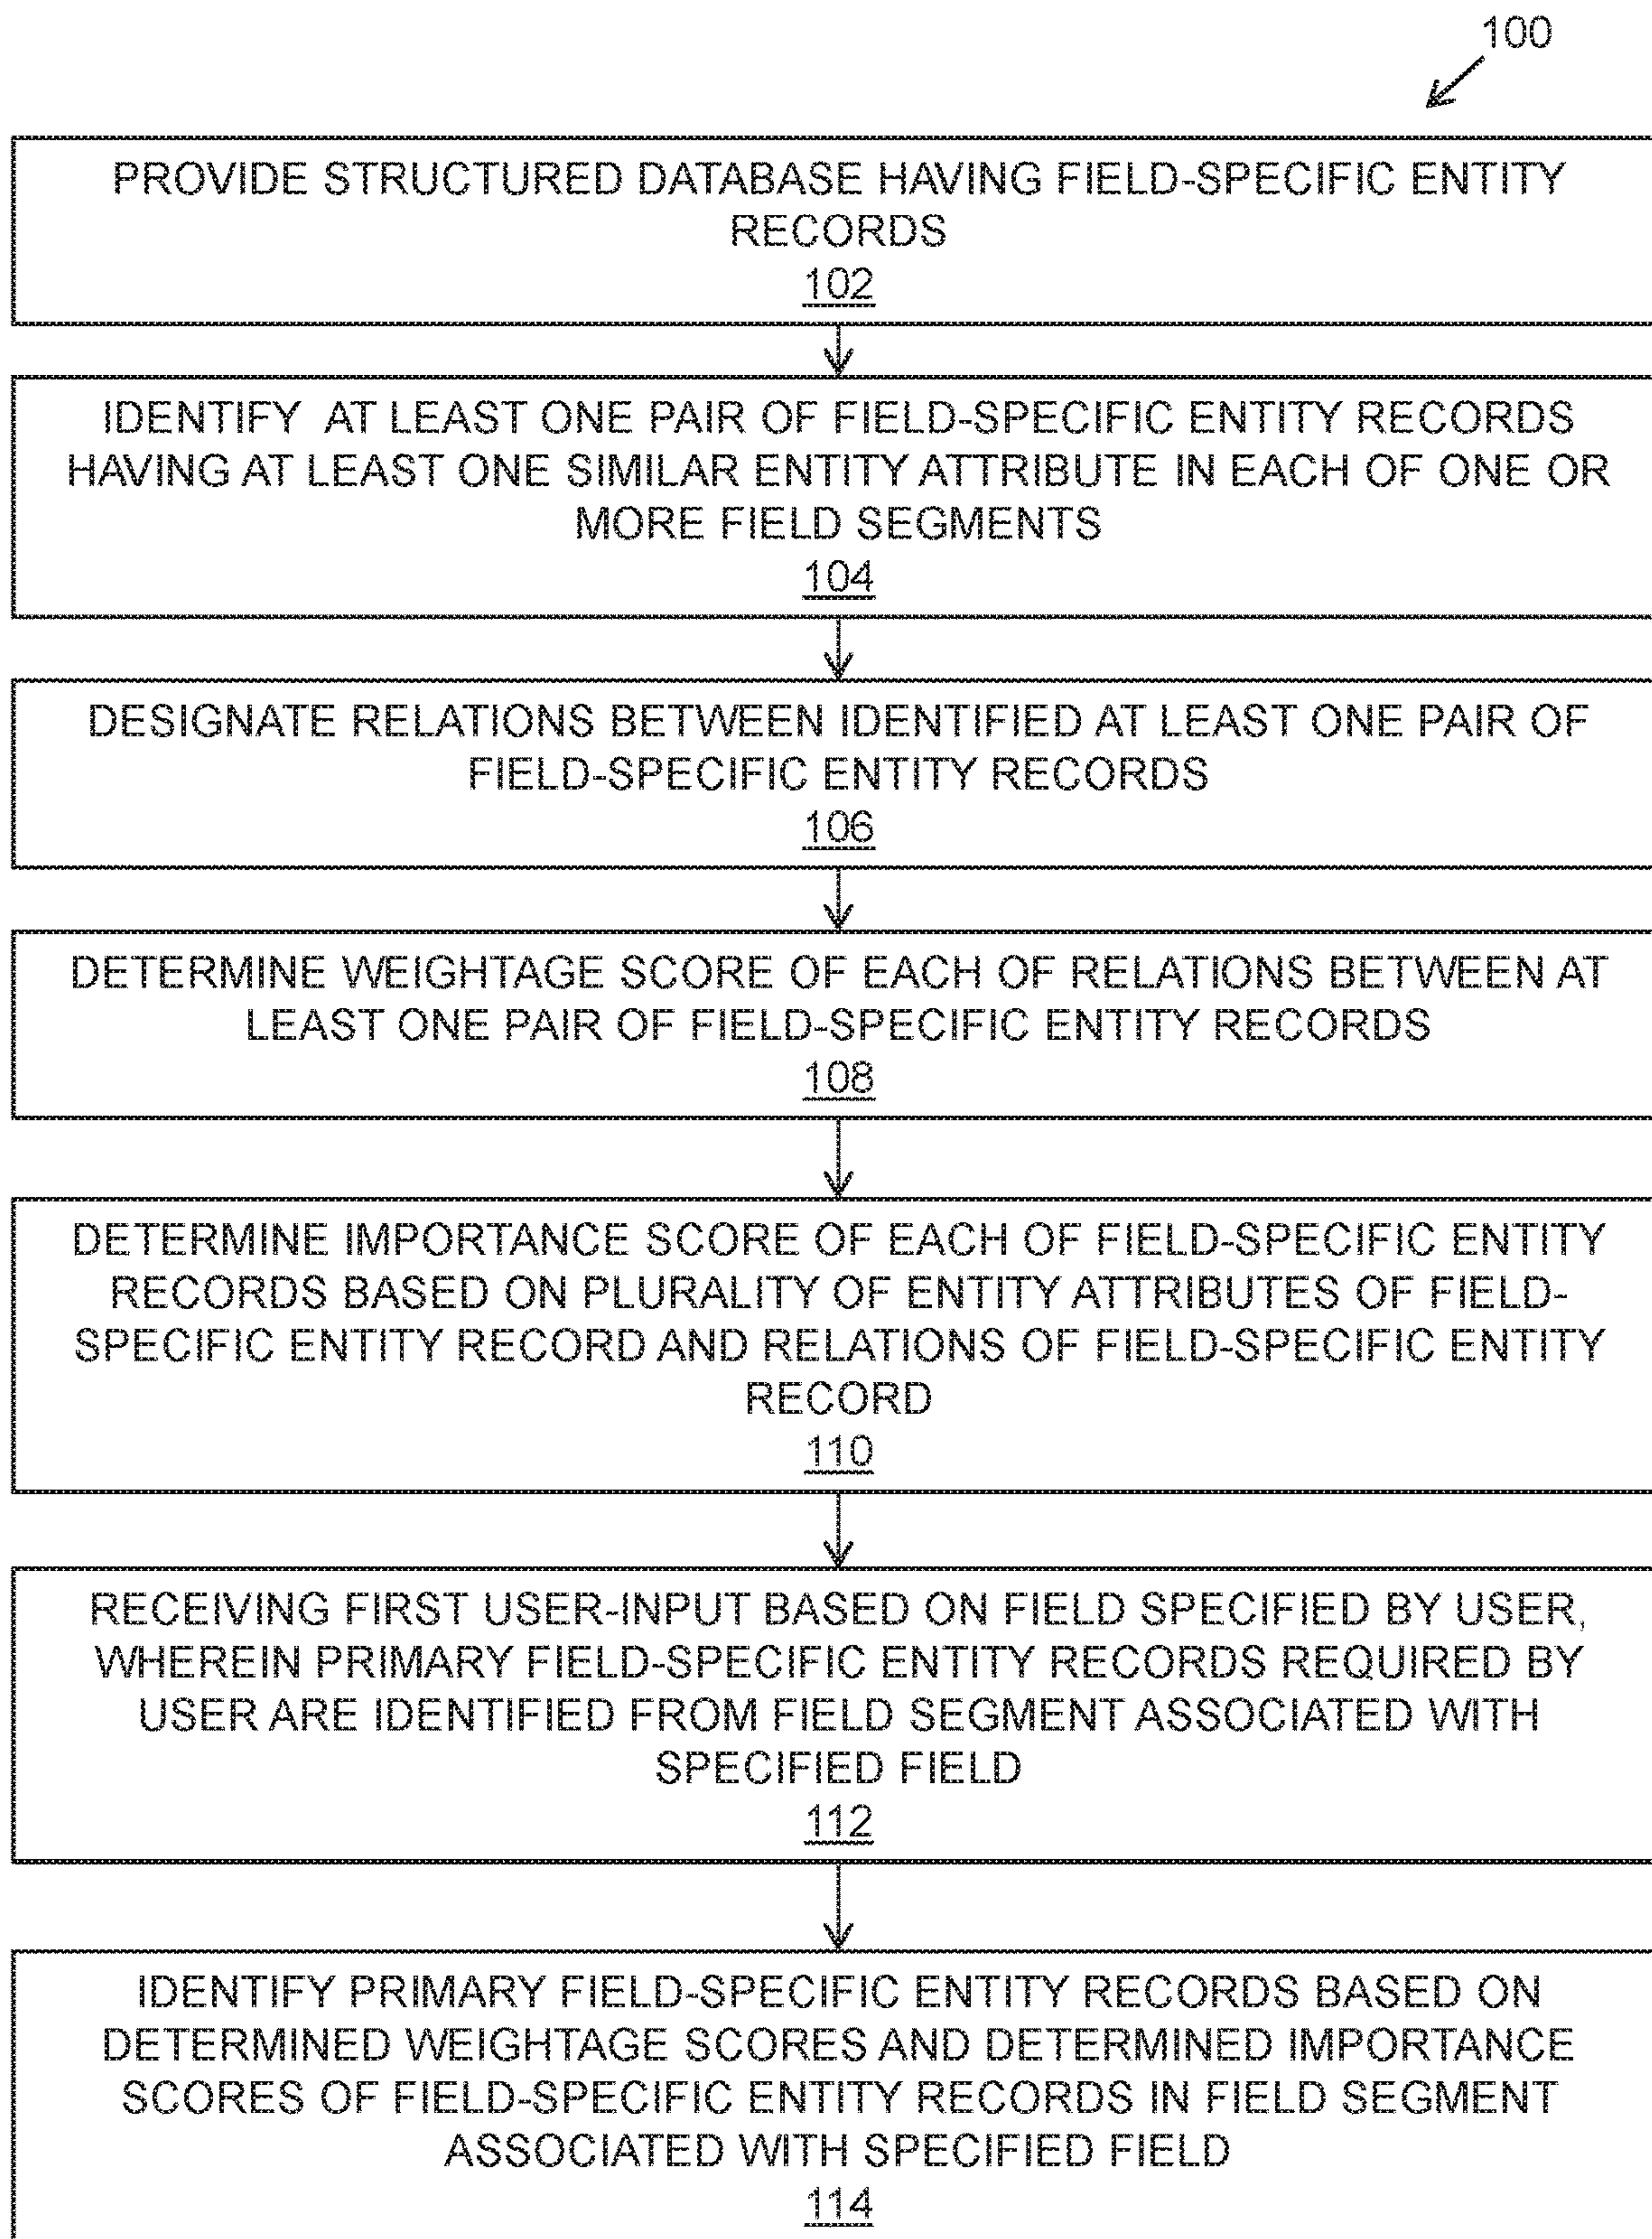 100
PROVIDE STRUCTURED DATABASE HAVING FIELD-SPECIFIC ENTITY
RECORDS
102
IDENTIFY AT LEAST ONE PAIR OF FIELD-SPECIFIC ENTITY RECORDS
HAVING AT LEAST ONE SIMILAR ENTITY ATTRIBUTE IN EACH OF ONE OR
MORE FIELD SEGMENTS
104
DESIGNATE RELATIONS BETWEEN IDENTIFIED AT LEAST ONE PAIR OF
FIELD-SPECIFIC ENTITY RECORDS
106
DETERMINE WEIGHTAGE SCORE OF EACH OF RELATIONS BETWEEN AT
LEAST ONE PAIR OF FIELD-SPECIFIC ENTITY RECORDS
108
DETERMINE IMPORTANCE SCORE OF EACH OF FIELD-SPECIFIC ENTITY
RECORDS BASED ON PLURALITY OF ENTITY ATTRIBUTES OF FIELD-
SPECIFIC ENTITY RECORD AND RELATIONS OF FIELD-SPECIFIC ENTITY
RECORD
110
RECEIVING FIRST USER-INPUT BASED ON FIELD SPECIFIED BY USER,
WHEREIN PRIMARY FIELD-SPECIFIC ENTITY RECORDS REQUIRED BY
USER ARE IDENTIFIED FROM FIELD SEGMENT ASSOCIATED WITH
SPECIFIED FIELD
112
IDENTIFY PRIMARY FIELD-SPECIFIC ENTITY RECORDS BASED ON
DETERMINED WEIGHTAGE SCORES AND DETERMINED IMPORTANCE
SCORES OF FIELD-SPECIFIC ENTITY RECORDS IN FIELD SEGMENT
ASSOCIATED WITH SPECIFIED FIELD
114